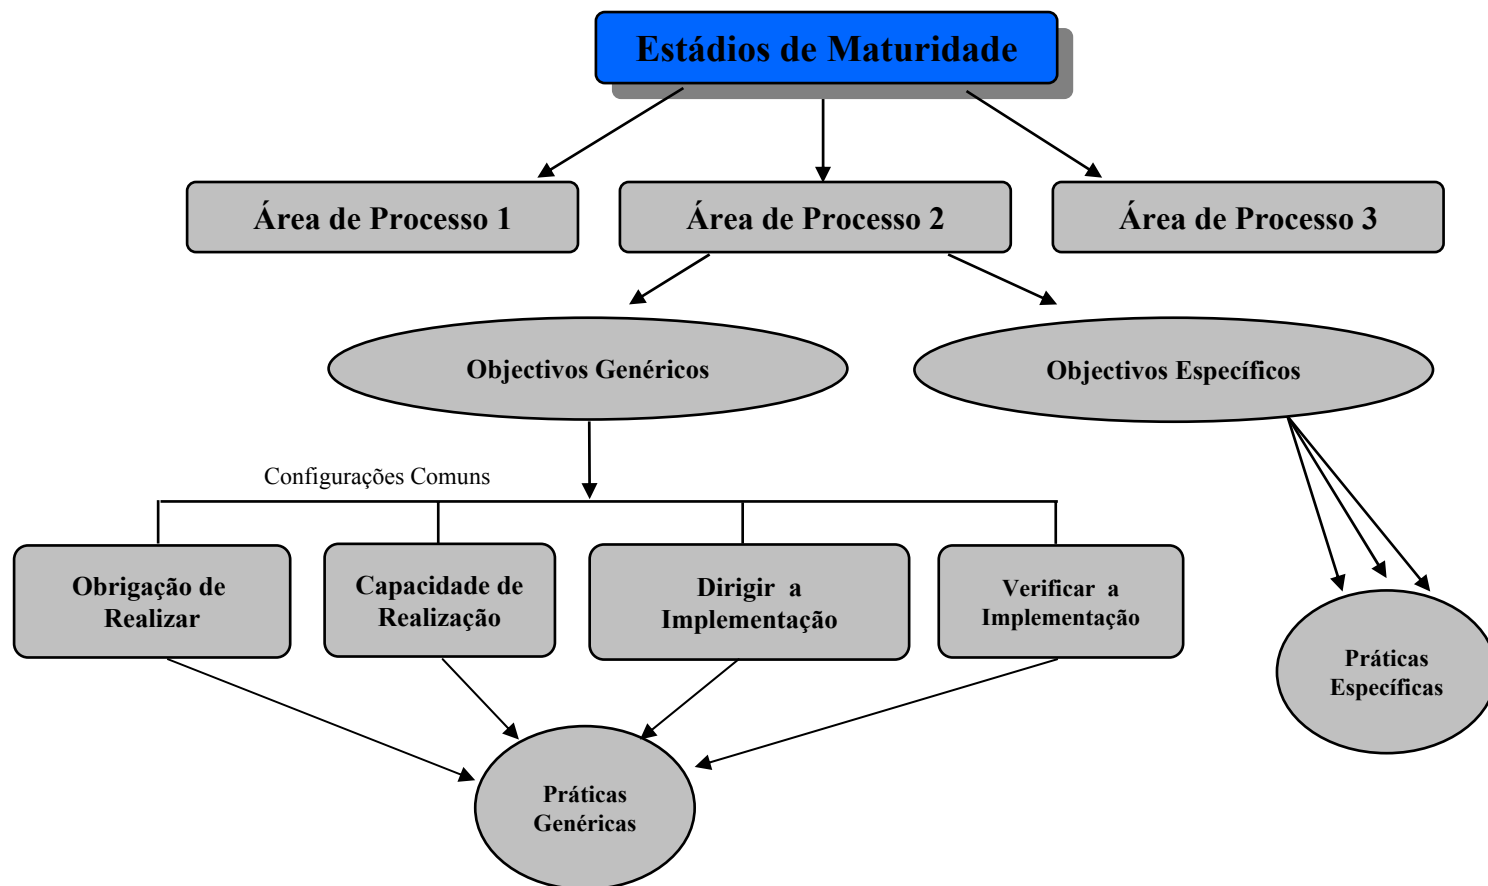 Estádios de Maturidade
Área de Processo 1
Área de Processo 2
Área de Processo 3
Objectivos Genéricos
Objectivos Específicos
Configurações Comuns
Obrigação de
Realizar
Capacidade de
Realização
Dirigir a
Implementação
Verificar a
Implementação
Práticas
Específicas
Práticas
Genéricas